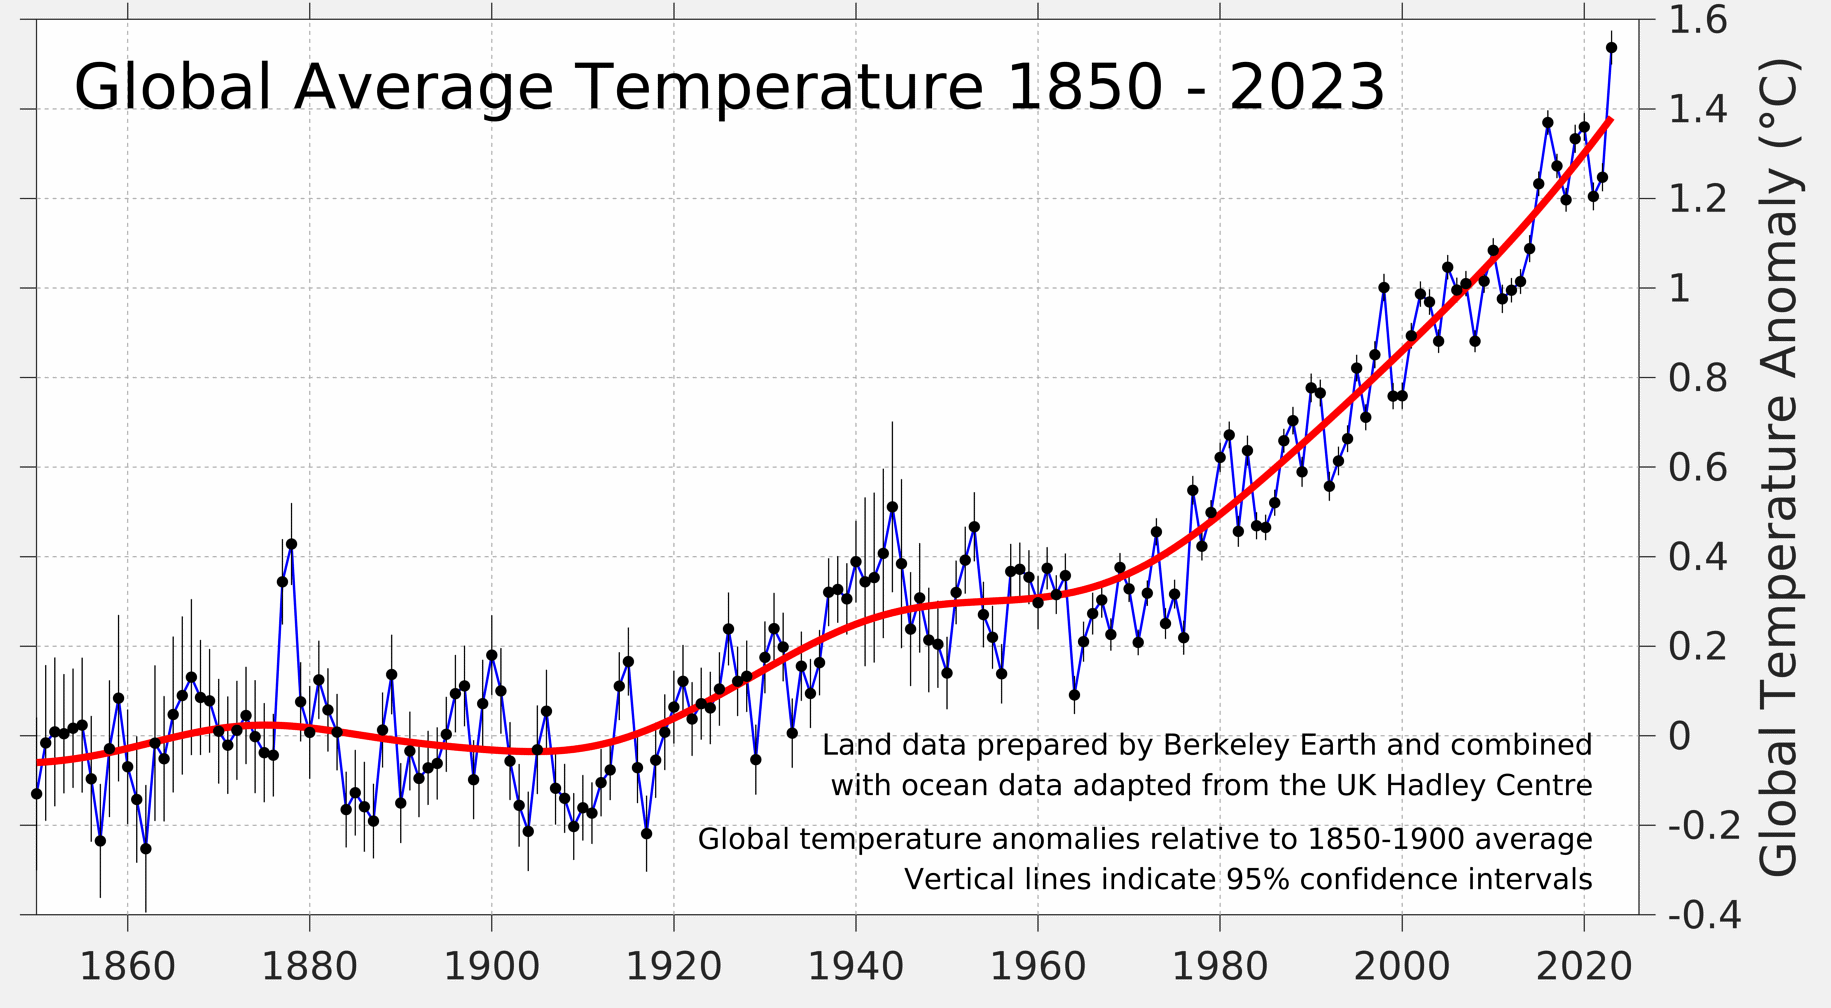 Global Average Temperature 1850 - 2023
1.6
1.4
1.2
1
0.8
0.6
0.4
0.2
0
-0.2
-0.4
Global Temperature Anomaly (°C)
Land data prepared by Berkeley Earth and combined
with ocean data adapted from the UK Hadley Centre
Global temperature anomalies relative to 1850-1900 average
Vertical lines indicate 95% confidence intervals
1860 1880 1900 1920 1940 1960 1980 2000 2020